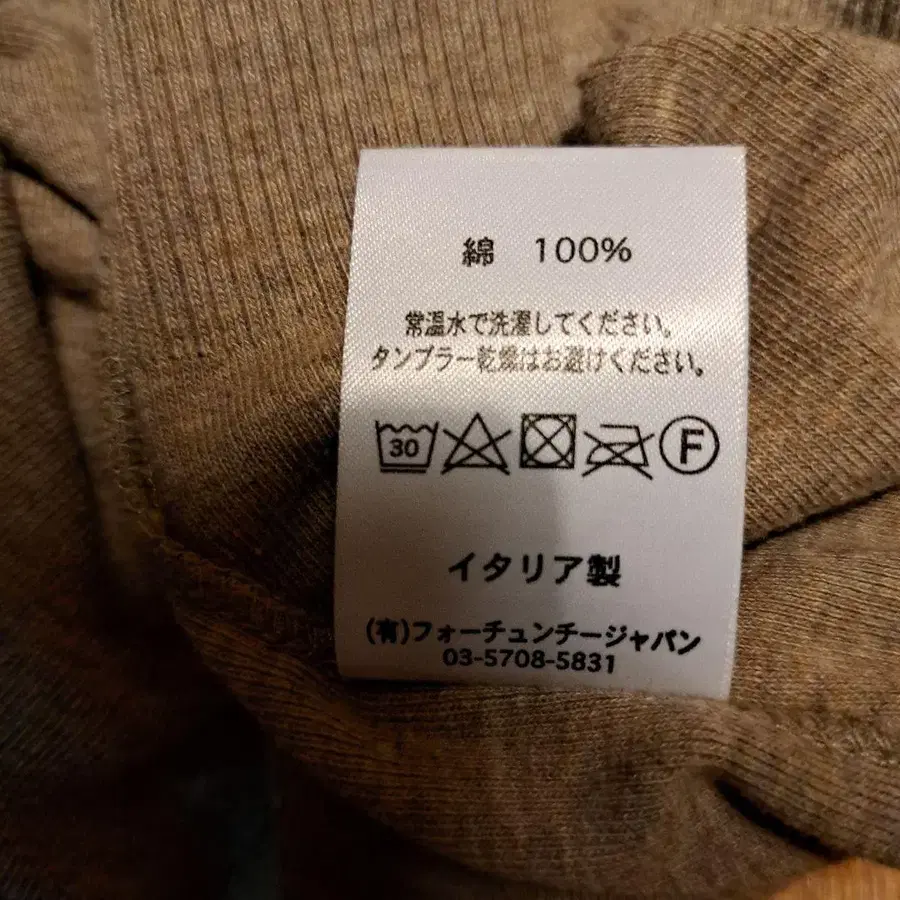 綿 100%
常温水で洗濯してください。
タンブラー乾燥はお避けください。
30 F
イタリア製
(有)フォーチュンチージャパン
03-5708-5831